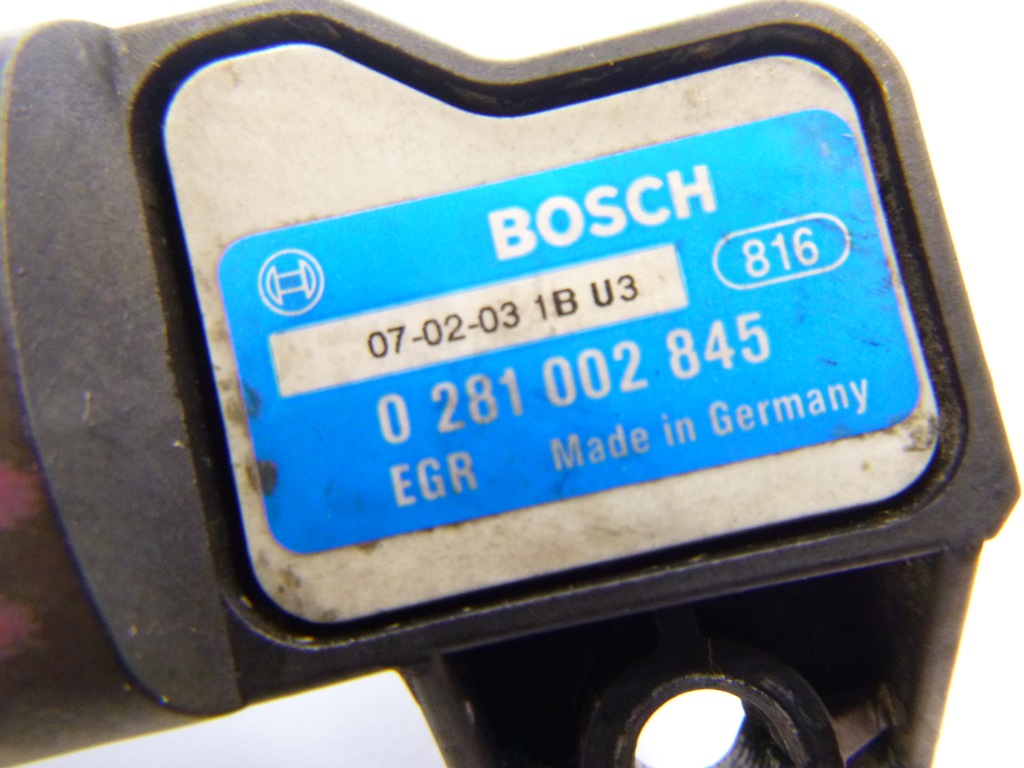 BOSCH
816
07-02-03 1B U3
0 281 002 845
EGR Made in Germany